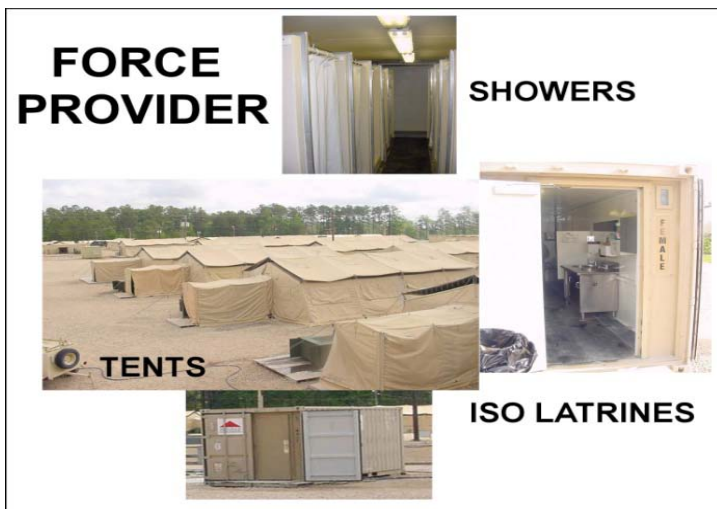 FORCE
PROVIDER
SHOWERS
FEMALE
TENTS
ISO LATRINES